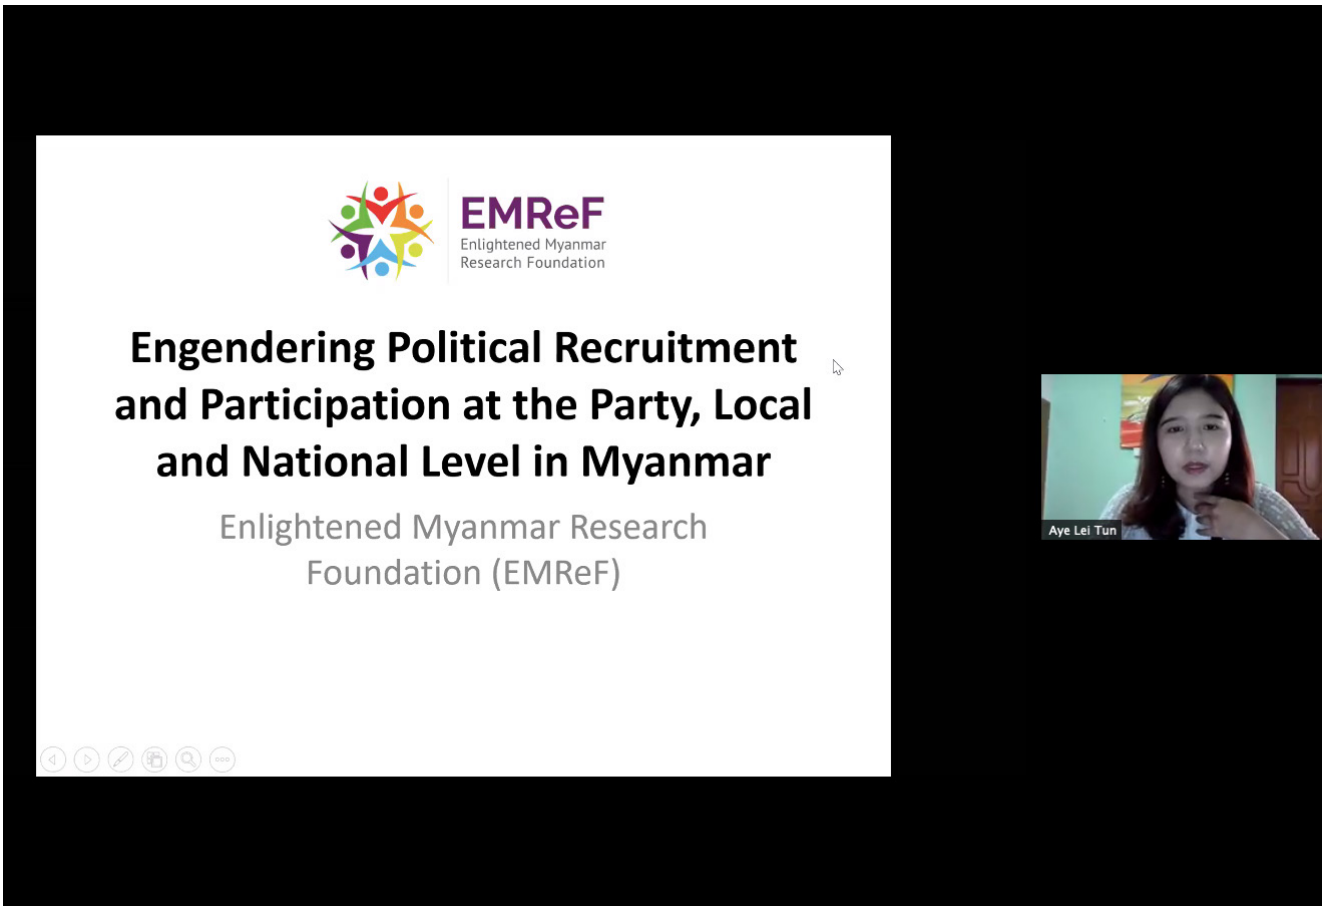 EMReF
Enlightened Myanmar
Research Foundation
Engendering Political Recruitment
and Participation at the Party, Local
and National Level in Myanmar
Enlightened Myanmar Research
Foundation (EMReF)
Aye Lei Tun